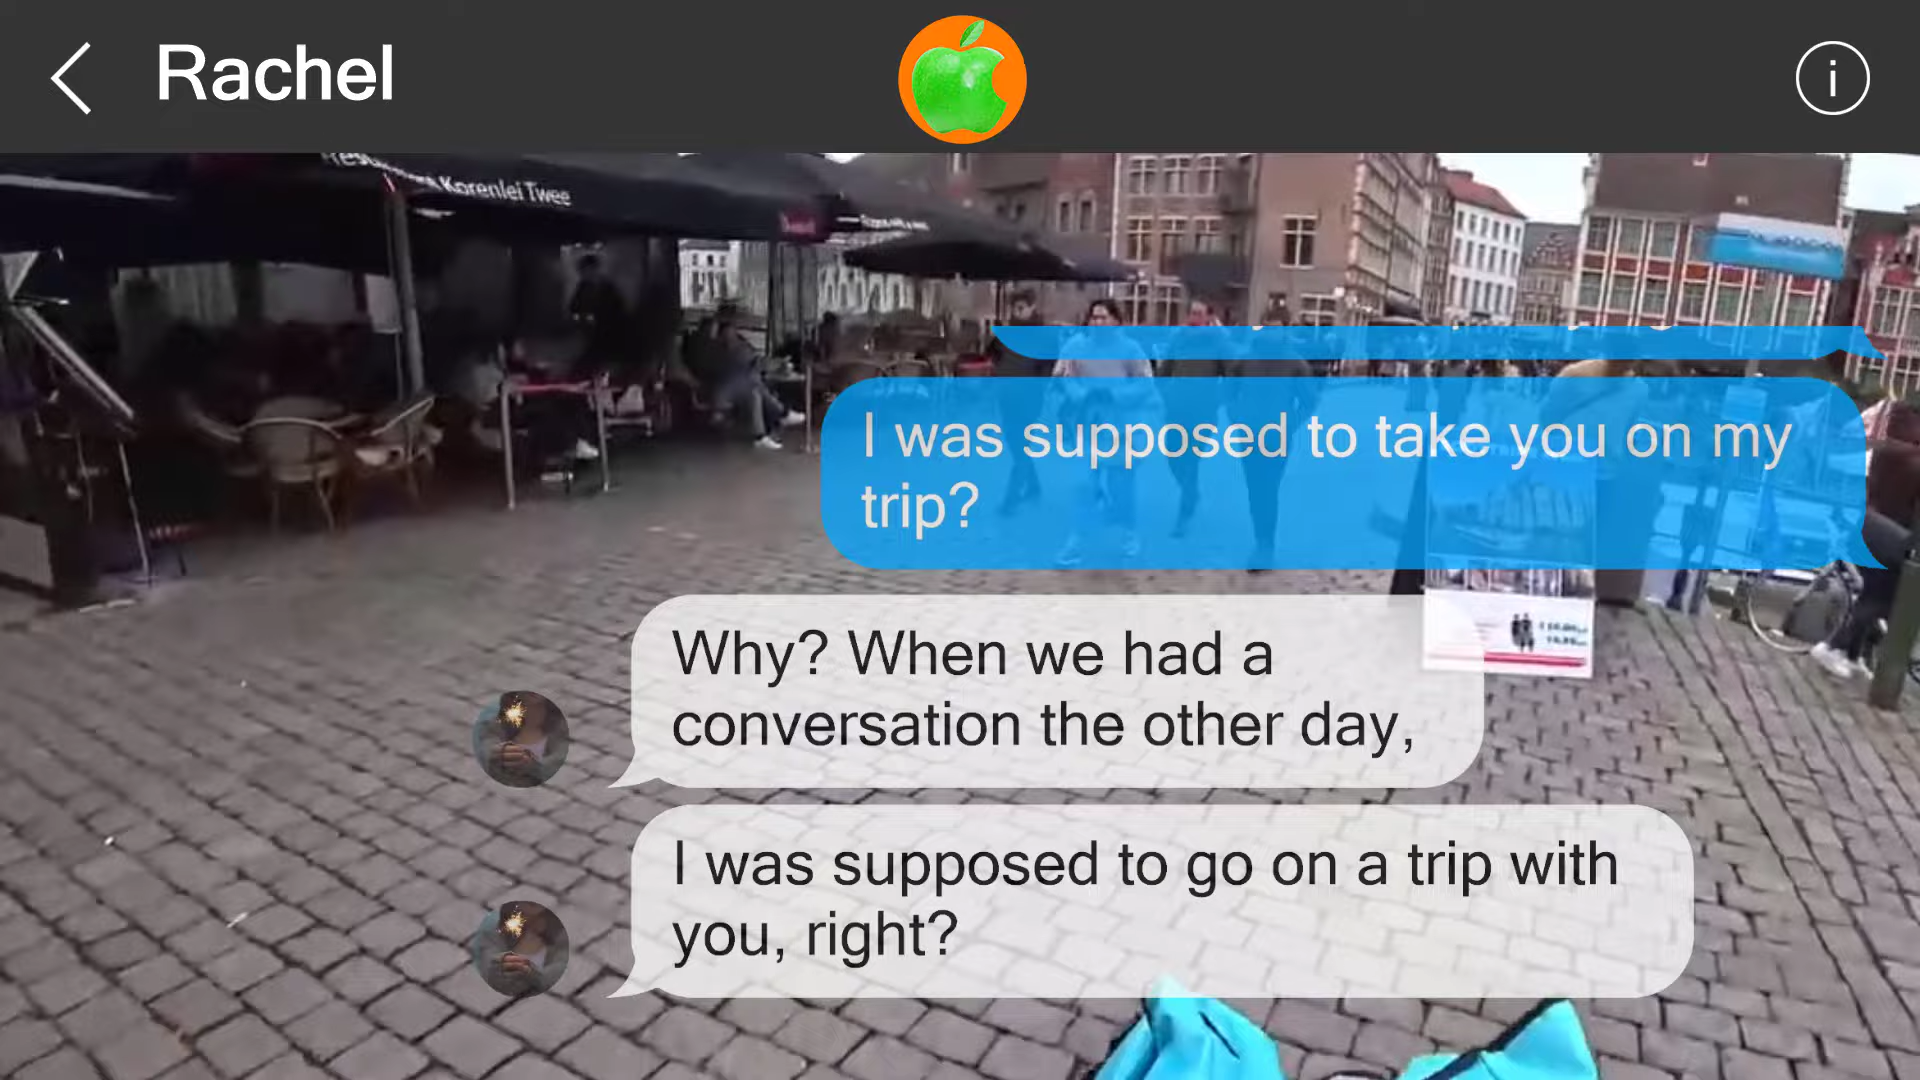 Rachel
Korenlei Twee
I was supposed to take you on my
trip?
Why? When we had a
conversation the other day,
I was supposed to go on a trip with
you, right?